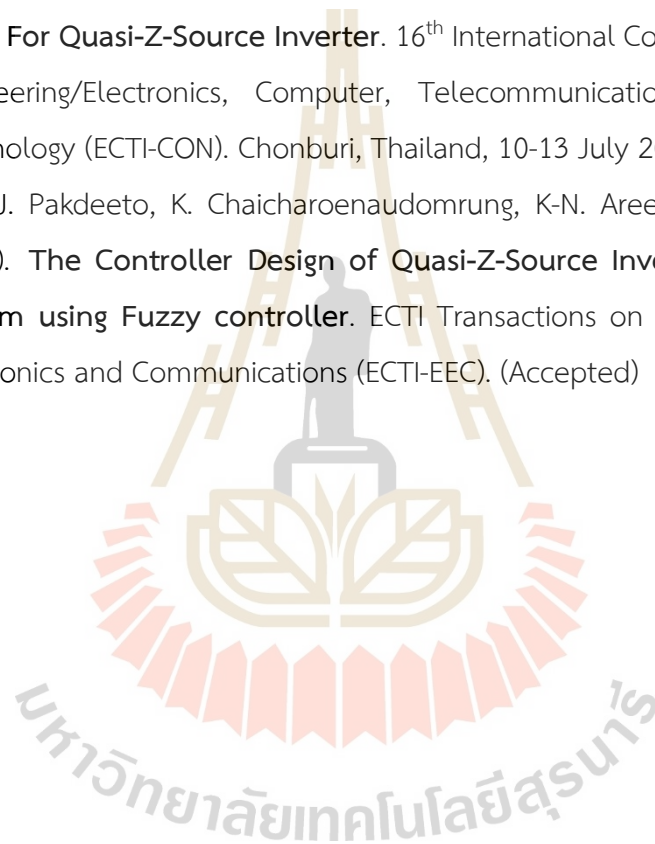 For Quasi-Z-Source Inverter. 16th International Co
eering/Electronics, Computer, Telecommunicatio
nology (ECTI-CON). Chonburi, Thailand, 10-13 July 2
J. Pakdeeto, K. Chaicharoenaudomrung, K-N. Aree
). The Controller Design of Quasi-Z-Source Inve
m using Fuzzy controller. ECTI Transactions on
onics and Communications (ECTI-EEC). (Accepted)
มหาวิทยาลัยเทคโนโลยีสุรนารี